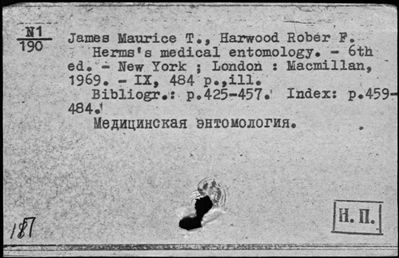 N1
190
James Maurice T., Harwood Rober F.
Herms's medical entomology. - 6th
ed. - New York ; London : Macmillan,
1969. - IX, 484 p.,ill.
Bibliogr.: p.425-457. Index: p.459-
484.
Медицинская энтомология.
187
Н. П.